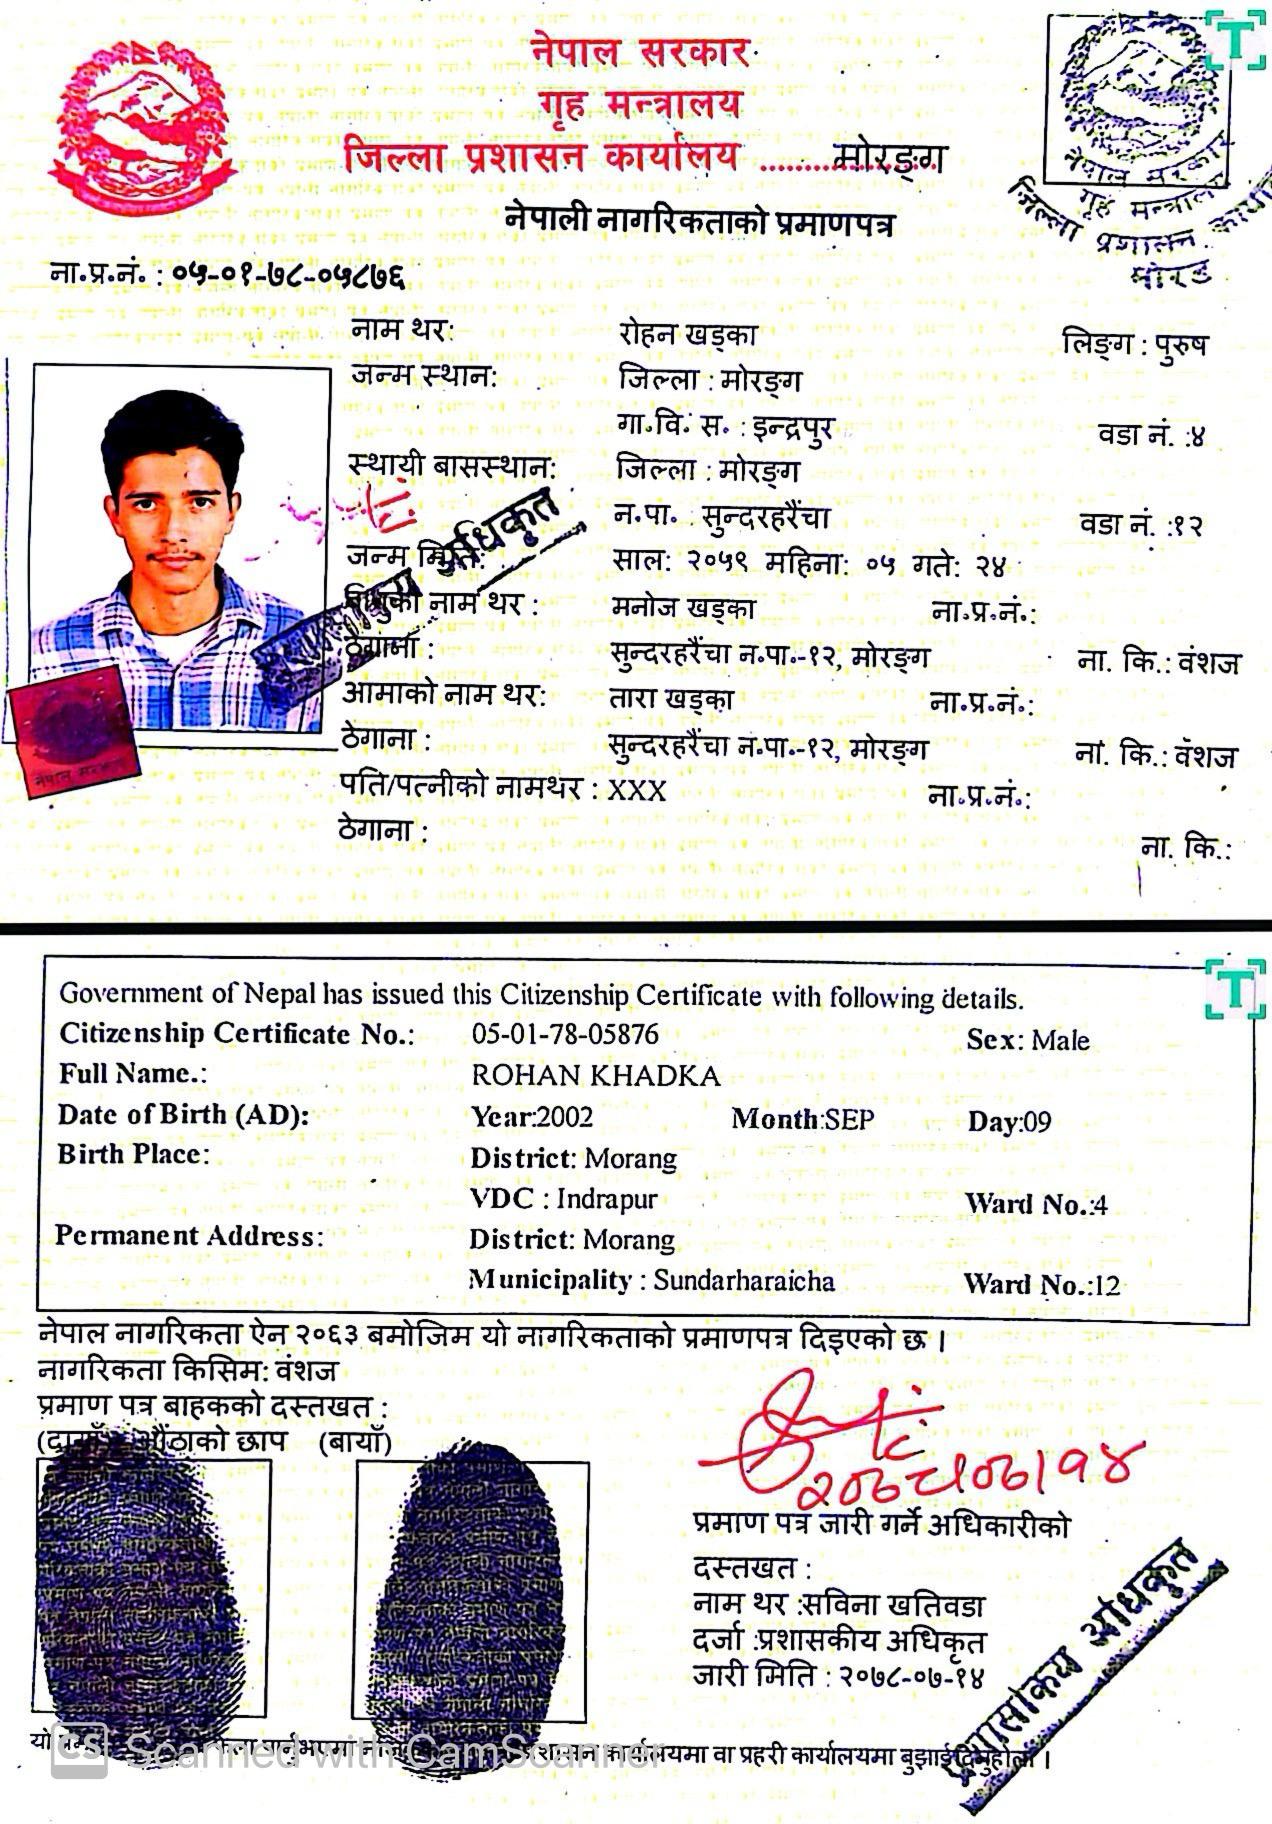 नेपाल सरकार
गृह मन्त्रालय
जिल्ला प्रशासन कार्यालय ........मोरङ्ग
नेपाल सरकार
गृह मन्त्रालय
जिल्ला प्रशासन कार्यालय
मोरङ
नेपाली नागरिकताको प्रमाणपत्र
ना.प्र.नं. : ०५-०१-७८-०५८७६
नाम थर: रोहन खड्का लिङ्ग : पुरुष
जन्म स्थान: जिल्ला : मोरङ्ग
गा.वि. स. : इन्द्रपुर वडा नं. :४
स्थायी बासस्थान: जिल्ला : मोरङ्ग
न.पा. सुन्दरहरैंचा वडा नं. :१२
जन्म मिति: साल: २०५९ महिना: ०५ गते: २४
बाबुको नाम थर : मनोज खड्का ना.प्र.नं.:
ठेगाना : सुन्दरहरैंचा न.पा.-१२, मोरङ्ग ना. कि.: वंशज
आमाको नाम थर: तारा खड्का ना.प्र.नं.:
ठेगाना : सुन्दरहरैंचा न.पा.-१२, मोरङ्ग ना. कि.: वंशज
पति/पत्नीको नामथर : XXX ना.प्र.नं.:
ठेगाना : ना. कि.:
अधिकृत
नेपाल सरकार
Government of Nepal has issued this Citizenship Certificate with following details.
Citizenship Certificate No.: 05-01-78-05876 Sex: Male
Full Name.: ROHAN KHADKA
Date of Birth (AD): Year:2002 Month:SEP Day:09
Birth Place: District: Morang
VDC : Indrapur Ward No.:4
Permanent Address: District: Morang
Municipality : Sundarharaicha Ward No.:12
नेपाल नागरिकता ऐन २०६३ बमोजिम यो नागरिकताको प्रमाणपत्र दिइएको छ ।
नागरिकता किसिम: वंशज
प्रमाण पत्र बाहकको दस्तखत :
(दायाँ) औंठाको छाप (बायाँ)
२०७८।०७।१४
प्रमाण पत्र जारी गर्ने अधिकारीको
दस्तखत :
नाम थर :सविना खतिवडा
दर्जा :प्रशासकीय अधिकृत
जारी मिति : २०७८-०७-१४
प्रशासकिय अधिकृत
यो प्रशासन कार्यालयमा वा प्रहरी कार्यालयमा बुझाईदिनुहोला ।
CS Scanned with CamScanner